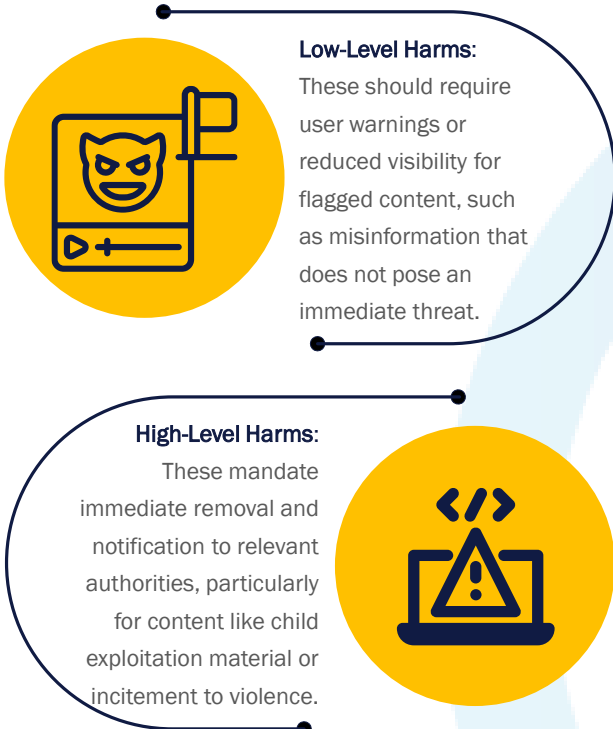 Low-Level Harms:
These should require
user warnings or
reduced visibility for
flagged content, such
as misinformation that
does not pose an
immediate threat.
High-Level Harms:
These mandate
immediate removal and
notification to relevant
authorities, particularly
for content like child
exploitation material or
incitement to violence.